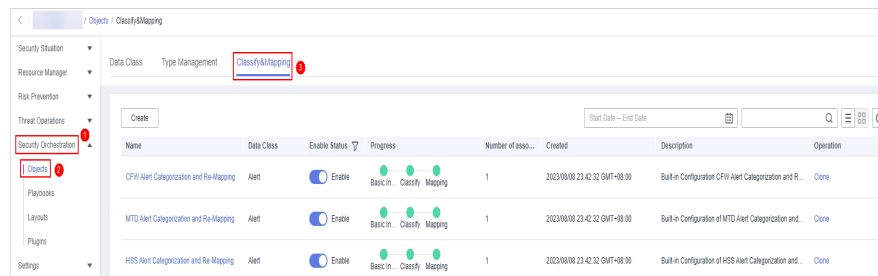 / Objects / Classify&Mapping
Security Situation
Resource Manager
Risk Prevention
Threat Operations
Security Orchestration
1
Objects
2
Playbooks
Layouts
Plugins
Settings
Data Class Type Management Classify&Mapping 3
Create Start Date – End Date
Name Data Class Enable Status Progress Number of asso... Created Description Operation
CFW Alert Categorization and Re-Mapping Alert Enable 1 2023/08/08 23:42:32 GMT+08:00 Built-in Configuration CFW Alert Categorization and R... Clone
Basic In... Classify Mapping
MTD Alert Categorization and Re-Mapping Alert Enable 1 2023/08/08 23:42:32 GMT+08:00 Built-in Configuration of MTD Alert Categorization and... Clone
Basic In... Classify Mapping
HSS Alert Categorization and Re-Mapping Alert Enable 1 2023/08/08 23:42:32 GMT+08:00 Built-in Configuration of HSS Alert Categorization and... Clone
Basic In... Classify Mapping